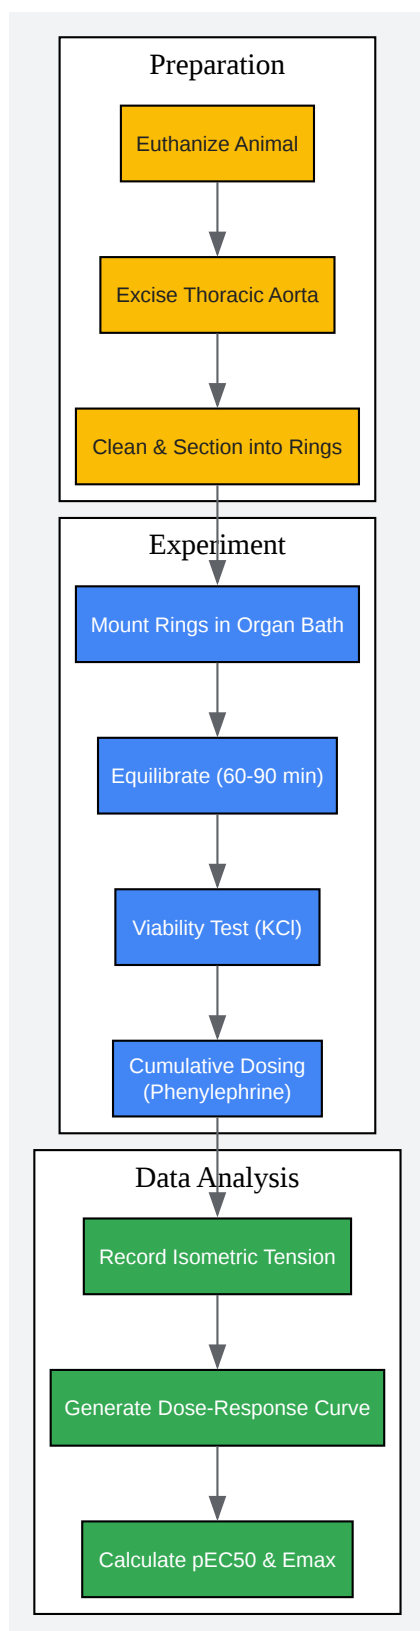 Preparation
Euthanize Animal
Excise Thoracic Aorta
Clean & Section into Rings
Experiment
Mount Rings in Organ Bath
Equilibrate (60-90 min)
Viability Test (KCl)
Cumulative Dosing
(Phenylephrine)
Data Analysis
Record Isometric Tension
Generate Dose-Response Curve
Calculate pEC50 & Emax